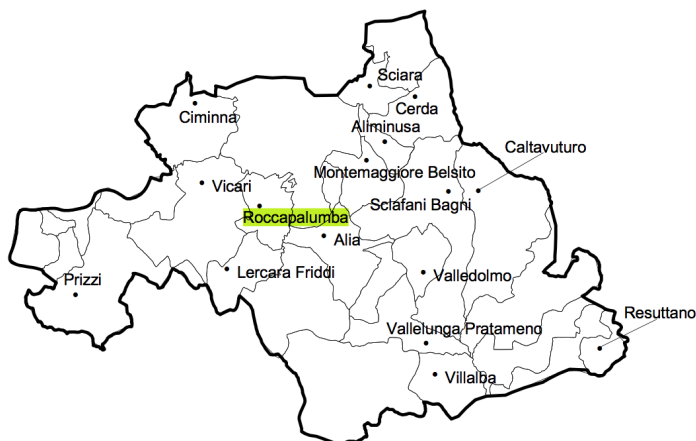 Sciara
Cerda
Ciminna
Aliminusa
Caltavuturo
Montemaggiore Belsito
Vicari
Sclafani Bagni
Roccapalumba
Alia
Lercara Friddi
Valledolmo
Prizzi
Resuttano
Vallelunga Pratameno
Villalba